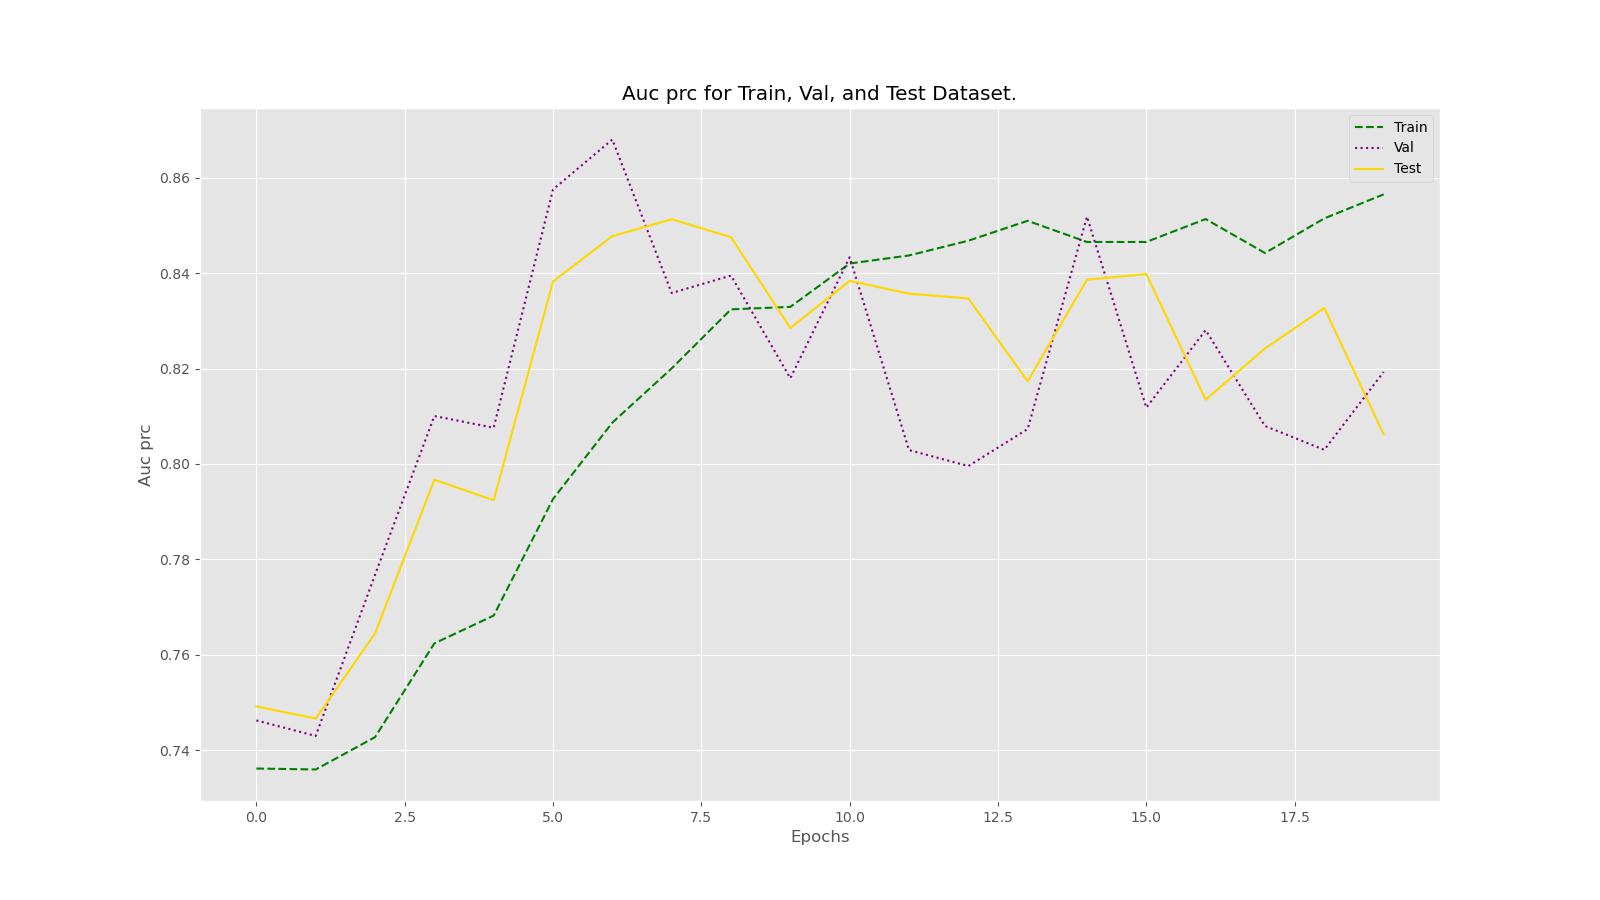 Auc prc for Train, Val, and Test Dataset.
Train
Val
Test
0.86
0.84
0.82
0.80
0.78
0.76
0.74
Auc prc
0.0 2.5 5.0 7.5 10.0 12.5 15.0 17.5
Epochs